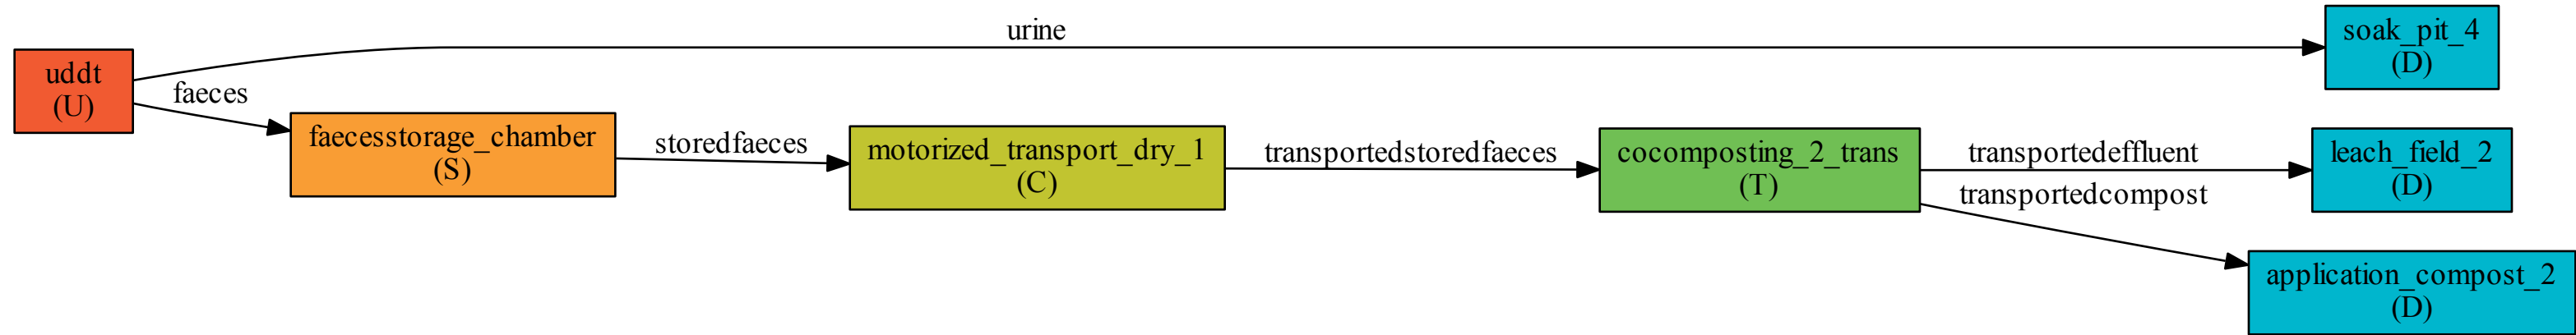 urine
soak_pit_4
(D)
uddt
(U)
faeces
faecesstorage_chamber
(S)
storedfaeces
motorized_transport_dry_1
(C)
transportedstoredfaeces
cocomposting_2_trans
(T)
transportedeffluent
leach_field_2
(D)
transportedcompost
application_compost_2
(D)